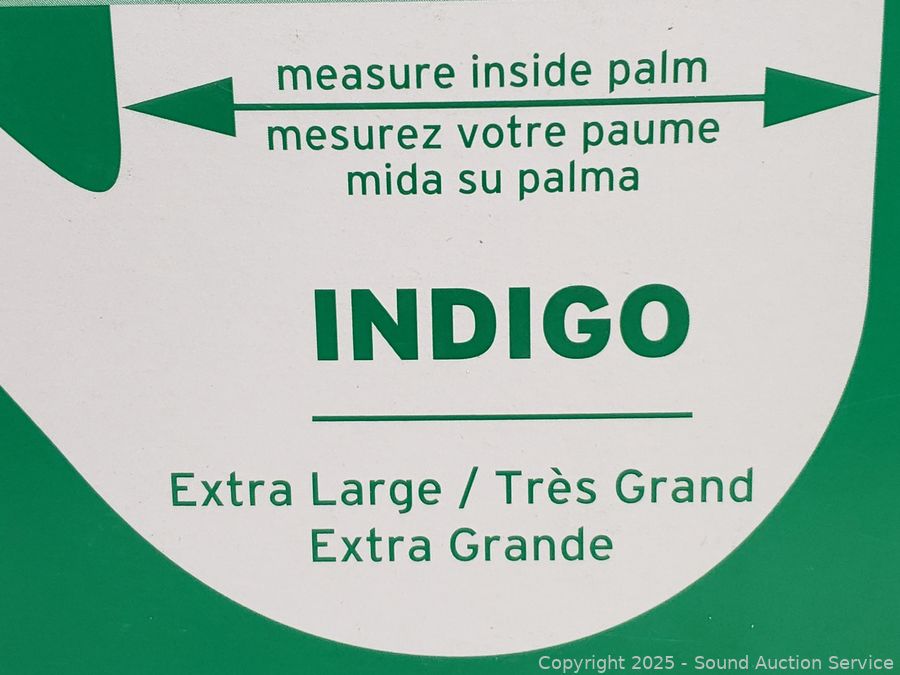 measure inside palm
mesurez votre paume
mida su palma
INDIGO
Extra Large / Très Grand
Extra Grande
Copyright 2025 - Sound Auction Service